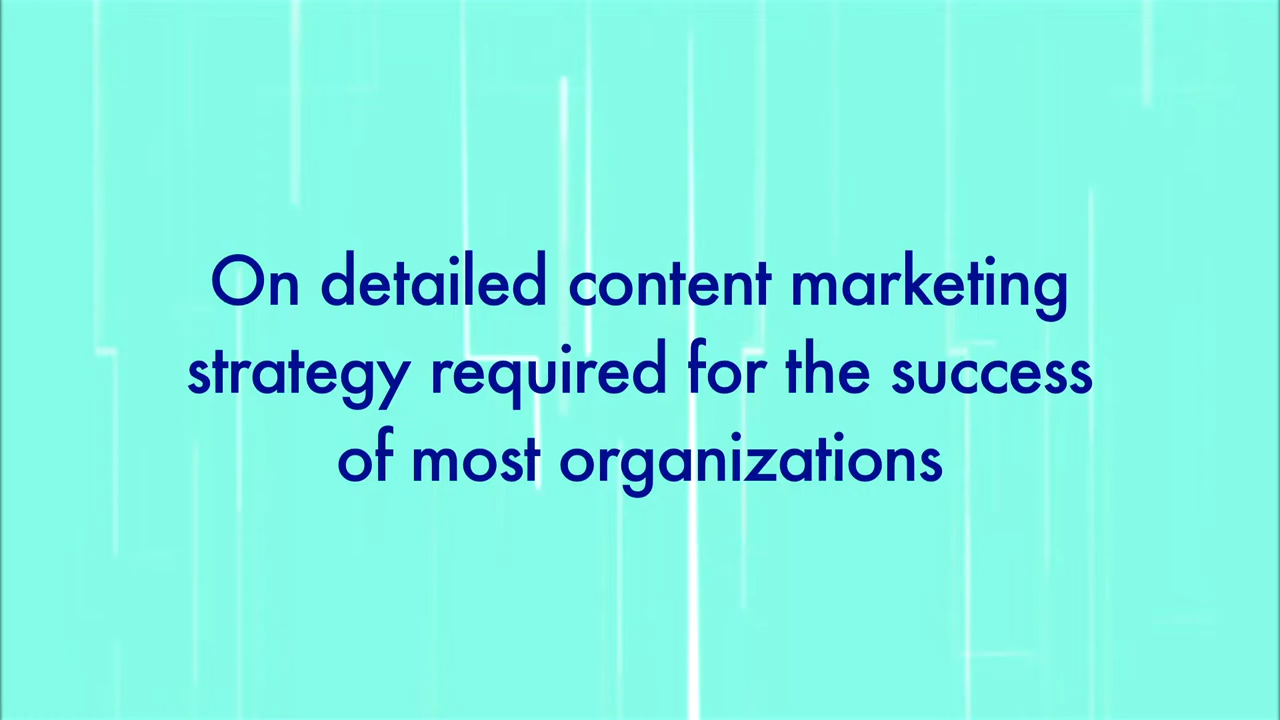 On detailed content marketing
strategy required for the success
of most organizations